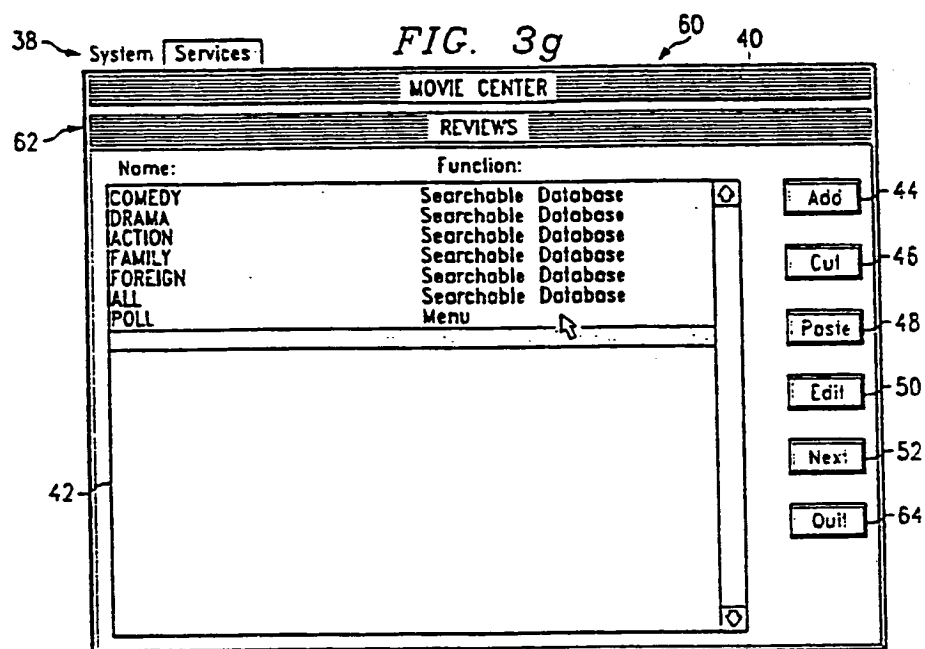 FIG. 3g
38 System Services 60 40
MOVIE CENTER
62 REVIEWS
Name: Function:
COMEDY Searchable Database
DRAMA Searchable Database
ACTION Searchable Database
FAMILY Searchable Database
FOREIGN Searchable Database
ALL Searchable Database
POLL Menu
Add 44
Cut 46
Paste 48
Edit 50
Next 52
42
Quit 64